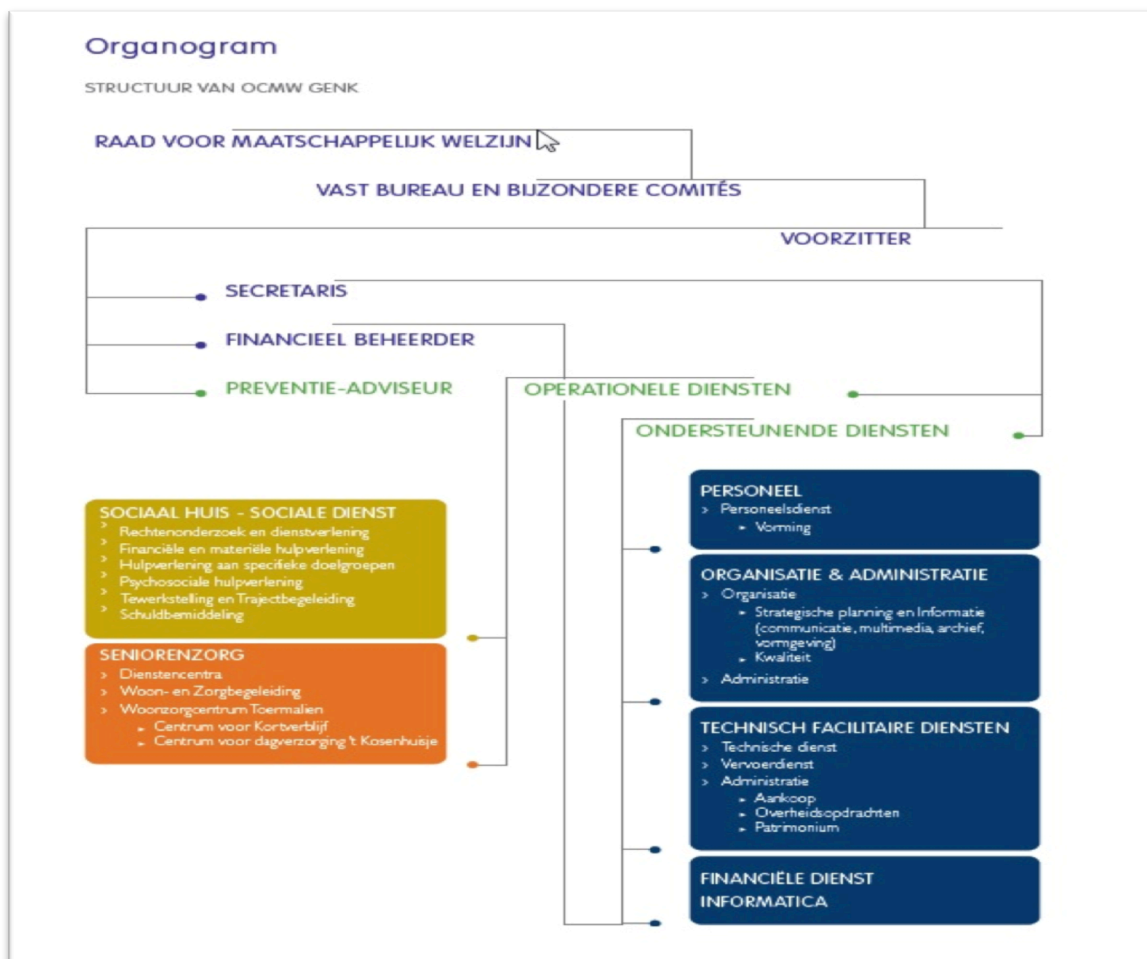 Organogram
STRUCTUUR VAN OCMW GENK
RAAD VOOR MAATSCHAPPELIJK WELZIJN
VAST BUREAU EN BIJZONDERE COMITÉS
VOORZITTER
SECRETARIS
FINANCIEEL BEHEERDER
PREVENTIE-ADVISEUR
OPERATIONELE DIENSTEN
ONDERSTEUNENDE DIENSTEN
SOCIAAL HUIS - SOCIALE DIENST
> Rechtenonderzoek en dienstverlening
> Financiële en materiële hulpverlening
> Hulpverlening aan specifieke doelgroepen
> Psychosociale hulpverlening
> Tewerkstelling en Trajectbegeleiding
> Schuldbemiddeling
SENIORENZORG
> Dienstencentra
> Woon- en Zorgbegeleiding
> Woonzorgcentrum Toermalien
► Centrum voor Kortverblijf
► Centrum voor dagverzorging 't Kosenhuisje
PERSONEEL
> Personeelsdienst
► Vorming
ORGANISATIE & ADMINISTRATIE
> Organisatie
► Strategische planning en Informatie
(communicatie, multimedia, archief,
vormgeving)
► Kwaliteit
> Administratie
TECHNISCH FACILITAIRE DIENSTEN
> Technische dienst
> Vervoerdienst
> Administratie
► Aankoop
► Overheidsopdrachten
► Patrimonium
FINANCIËLE DIENST
INFORMATICA